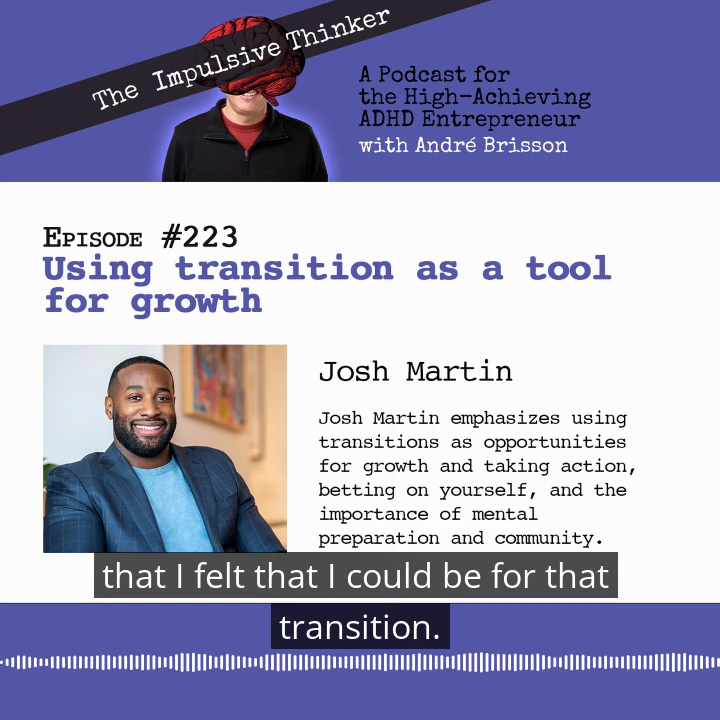 The Impulsive Thinker
A Podcast for
the High-Achieving
ADHD Entrepreneur
with André Brisson
Episode #223
Using transition as a tool
for growth
Josh Martin
Josh Martin emphasizes using
transitions as opportunities
for growth and taking action,
betting on yourself, and the
importance of mental
preparation and community.
that I felt that I could be for that
transition.